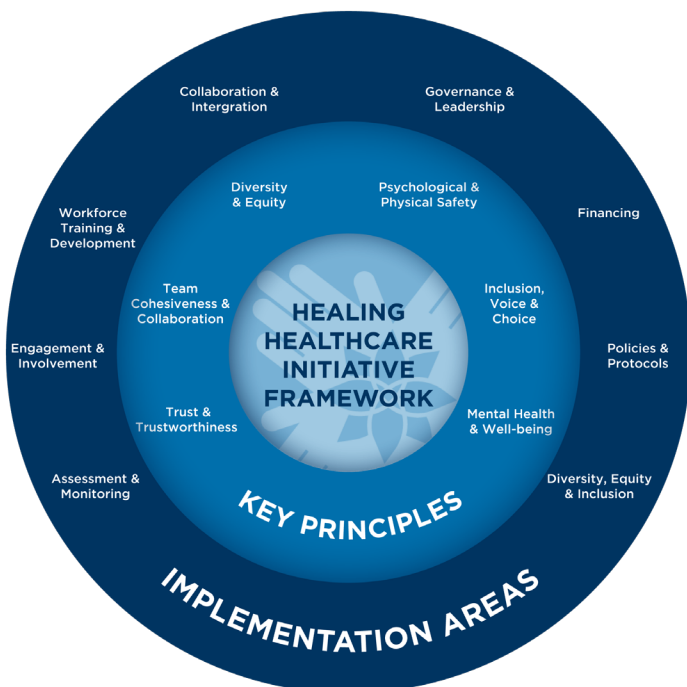 Collaboration &
Intergration
Governance &
Leadership
Diversity
& Equity
Psychological &
Physical Safety
Workforce
Training &
Development
Financing
Team
Cohesiveness &
Collaboration
Inclusion,
Voice &
Choice
HEALING
HEALTHCARE
INITIATIVE
FRAMEWORK
Engagement &
Involvement
Policies &
Protocols
Trust &
Trustworthiness
Mental Health
& Well-being
Assessment &
Monitoring
Diversity, Equity
& Inclusion
KEY PRINCIPLES
IMPLEMENTATION AREAS